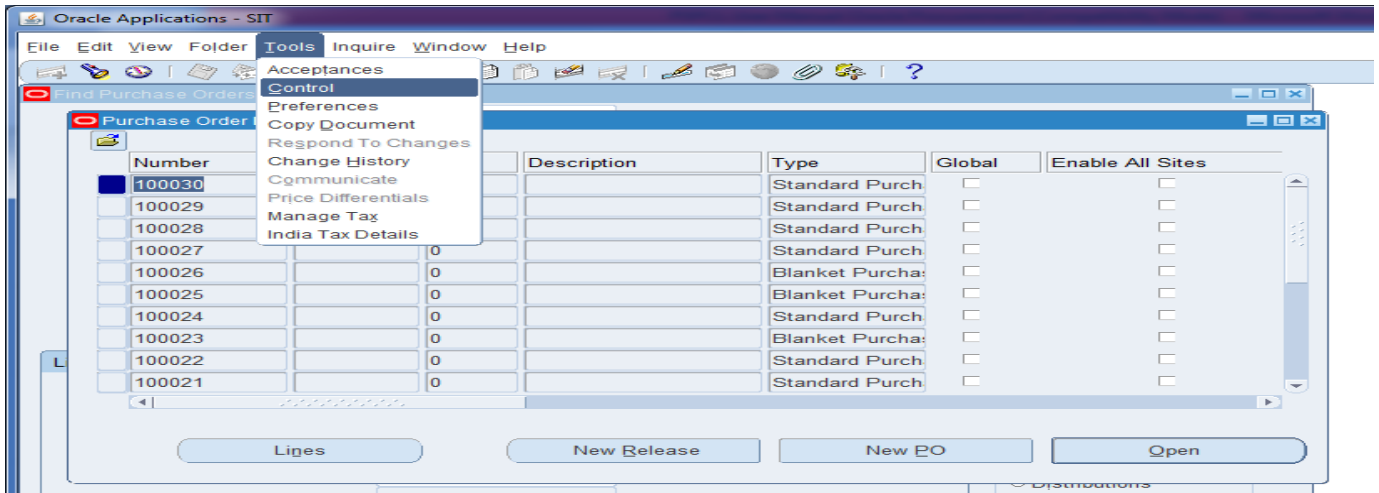 Oracle Applications - SIT
File Edit View Folder Tools Inquire Window Help
Acceptances
Control
Preferences
Copy Document
Respond To Changes
Change History
Communicate
Price Differentials
Manage Tax
India Tax Details
Find Purchase Orders
Purchase Order
Number Description Type Global Enable All Sites
100030 Standard Purch
100029 Standard Purch
100028 Standard Purch
100027 0 Standard Purch
100026 0 Blanket Purchas
100025 0 Blanket Purchas
100024 0 Standard Purch
100023 0 Blanket Purchas
100022 0 Standard Purch
100021 0 Standard Purch
Lines New Release New PO Open
Distributions